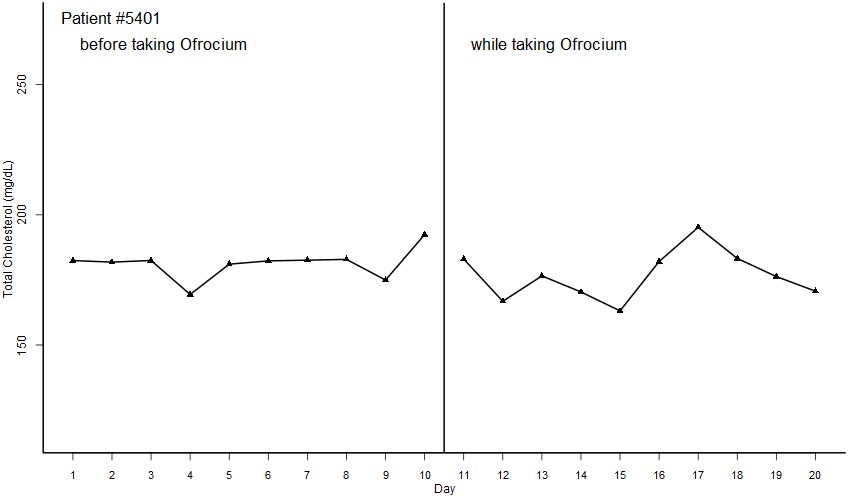 Patient #5401
before taking Ofrocium
while taking Ofrocium
Total Cholesterol (mg/dL)
250
200
150
1 2 3 4 5 6 7 8 9 10 11 12 13 14 15 16 17 18 19 20
Day